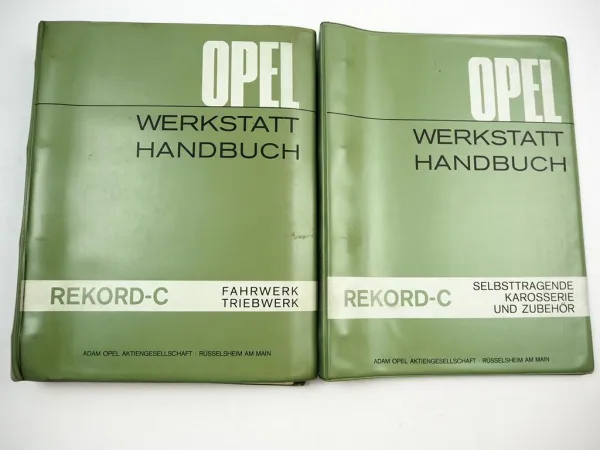 OPEL
WERKSTATT
HANDBUCH
REKORD-C
FAHRWERK
TRIEBWERK
ADAM OPEL AKTIENGESELLSCHAFT · RÜSSELSHEIM AM MAIN
OPEL
WERKSTATT
HANDBUCH
REKORD-C
SELBSTTRAGENDE
KAROSSERIE
UND ZUBEHÖR
ADAM OPEL AKTIENGESELLSCHAFT · RÜSSELSHEIM AM MAIN